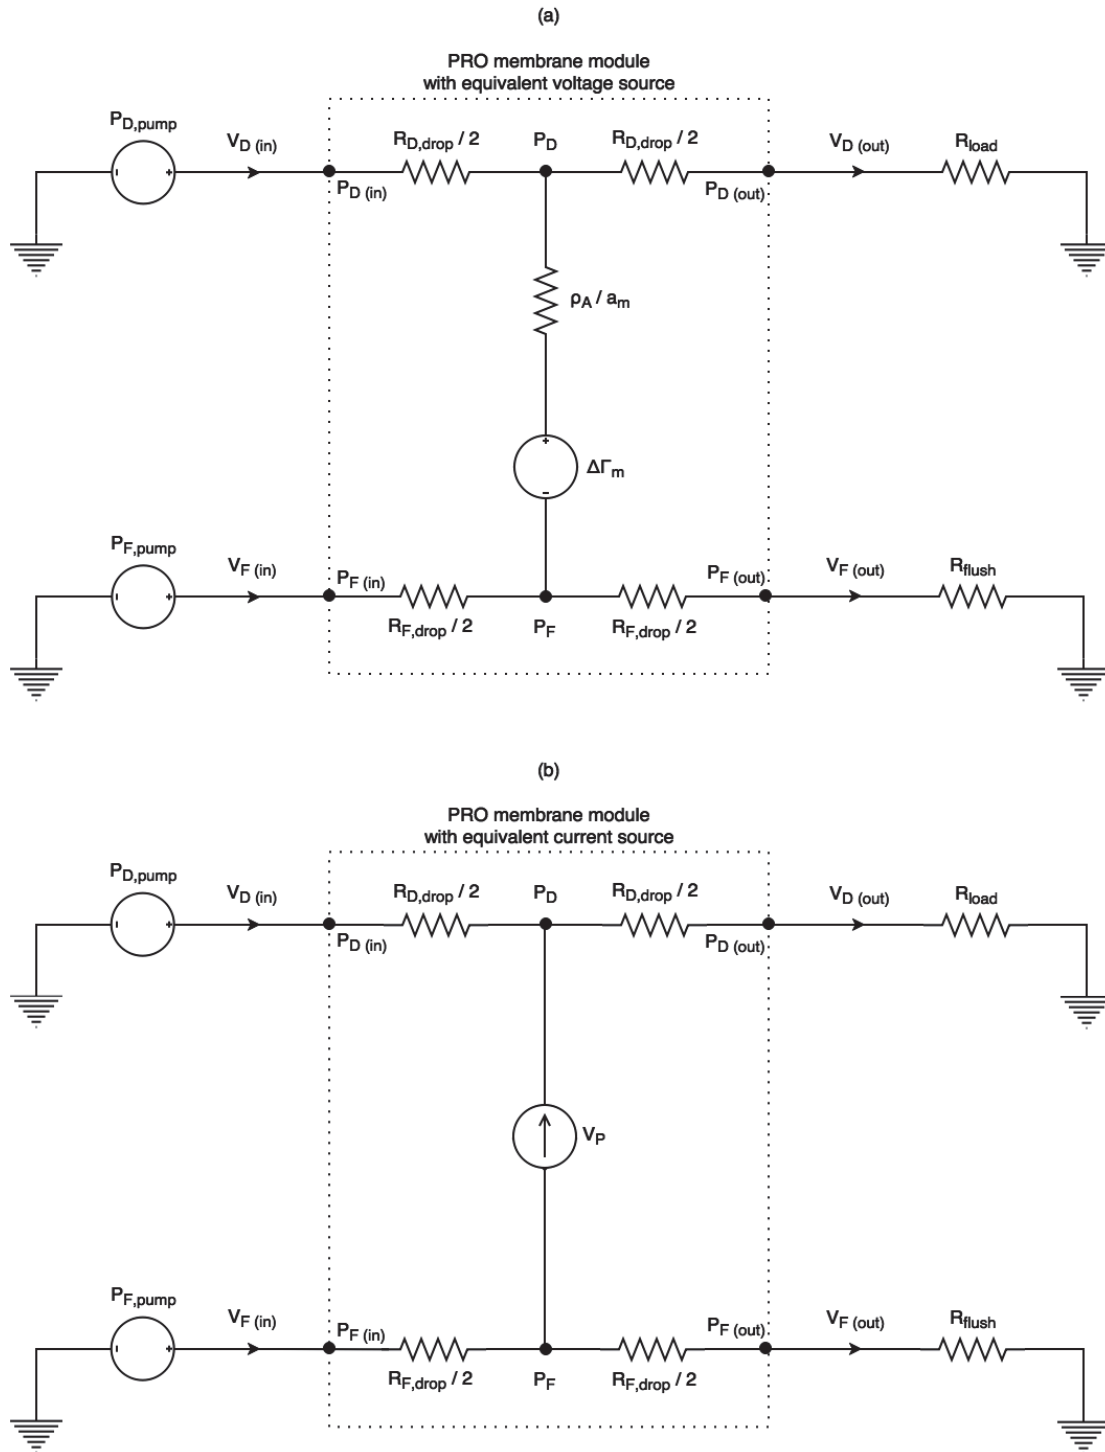 (a)
PRO membrane module
with equivalent voltage source
P_D,pump
V_D (in)
R_D,drop / 2
P_D
R_D,drop / 2
V_D (out)
R_load
P_D (in)
P_D (out)
ρ_A / a_m
+
-
ΔΓ_m
P_F,pump
V_F (in)
P_F (in)
P_F (out)
V_F (out)
R_flush
R_F,drop / 2
P_F
R_F,drop / 2
(b)
PRO membrane module
with equivalent current source
P_D,pump
V_D (in)
R_D,drop / 2
P_D
R_D,drop / 2
V_D (out)
R_load
P_D (in)
P_D (out)
V_P
P_F,pump
V_F (in)
P_F (in)
P_F (out)
V_F (out)
R_flush
R_F,drop / 2
P_F
R_F,drop / 2